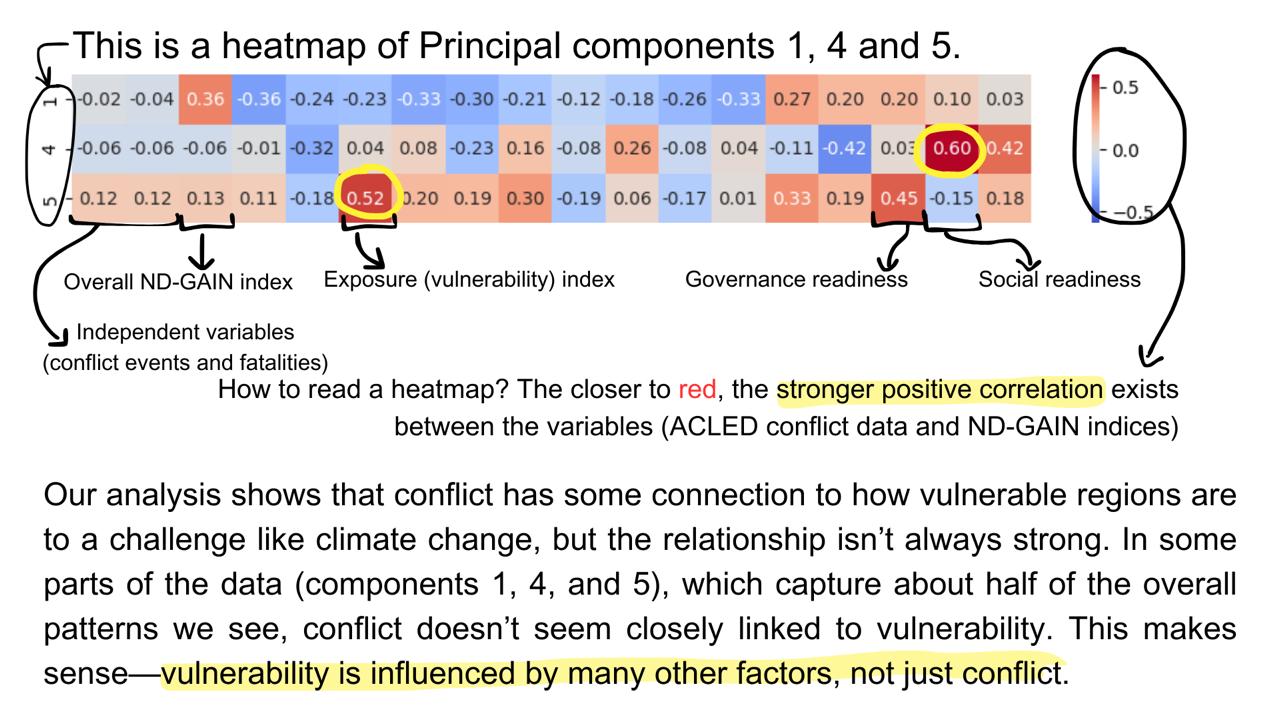 This is a heatmap of Principal components 1, 4 and 5.
1 -0.02 -0.04 0.36 -0.36 -0.24 -0.23 -0.33 -0.30 -0.21 -0.12 -0.18 -0.26 -0.33 0.27 0.20 0.20 0.10 0.03
4 -0.06 -0.06 -0.06 -0.01 -0.32 0.04 0.08 -0.23 0.16 -0.08 0.26 -0.08 0.04 -0.11 -0.42 0.03 0.60 0.42
5 0.12 0.12 0.13 0.11 -0.18 0.52 0.20 0.19 0.30 -0.19 0.06 -0.17 0.01 0.33 0.19 0.45 -0.15 0.18
0.5
0.0
−0.5
Overall ND-GAIN index
Exposure (vulnerability) index
Governance readiness
Social readiness
Independent variables
(conflict events and fatalities)
How to read a heatmap? The closer to red, the stronger positive correlation exists
between the variables (ACLED conflict data and ND-GAIN indices)
Our analysis shows that conflict has some connection to how vulnerable regions are
to a challenge like climate change, but the relationship isn’t always strong. In some
parts of the data (components 1, 4, and 5), which capture about half of the overall
patterns we see, conflict doesn’t seem closely linked to vulnerability. This makes
sense—vulnerability is influenced by many other factors, not just conflict.